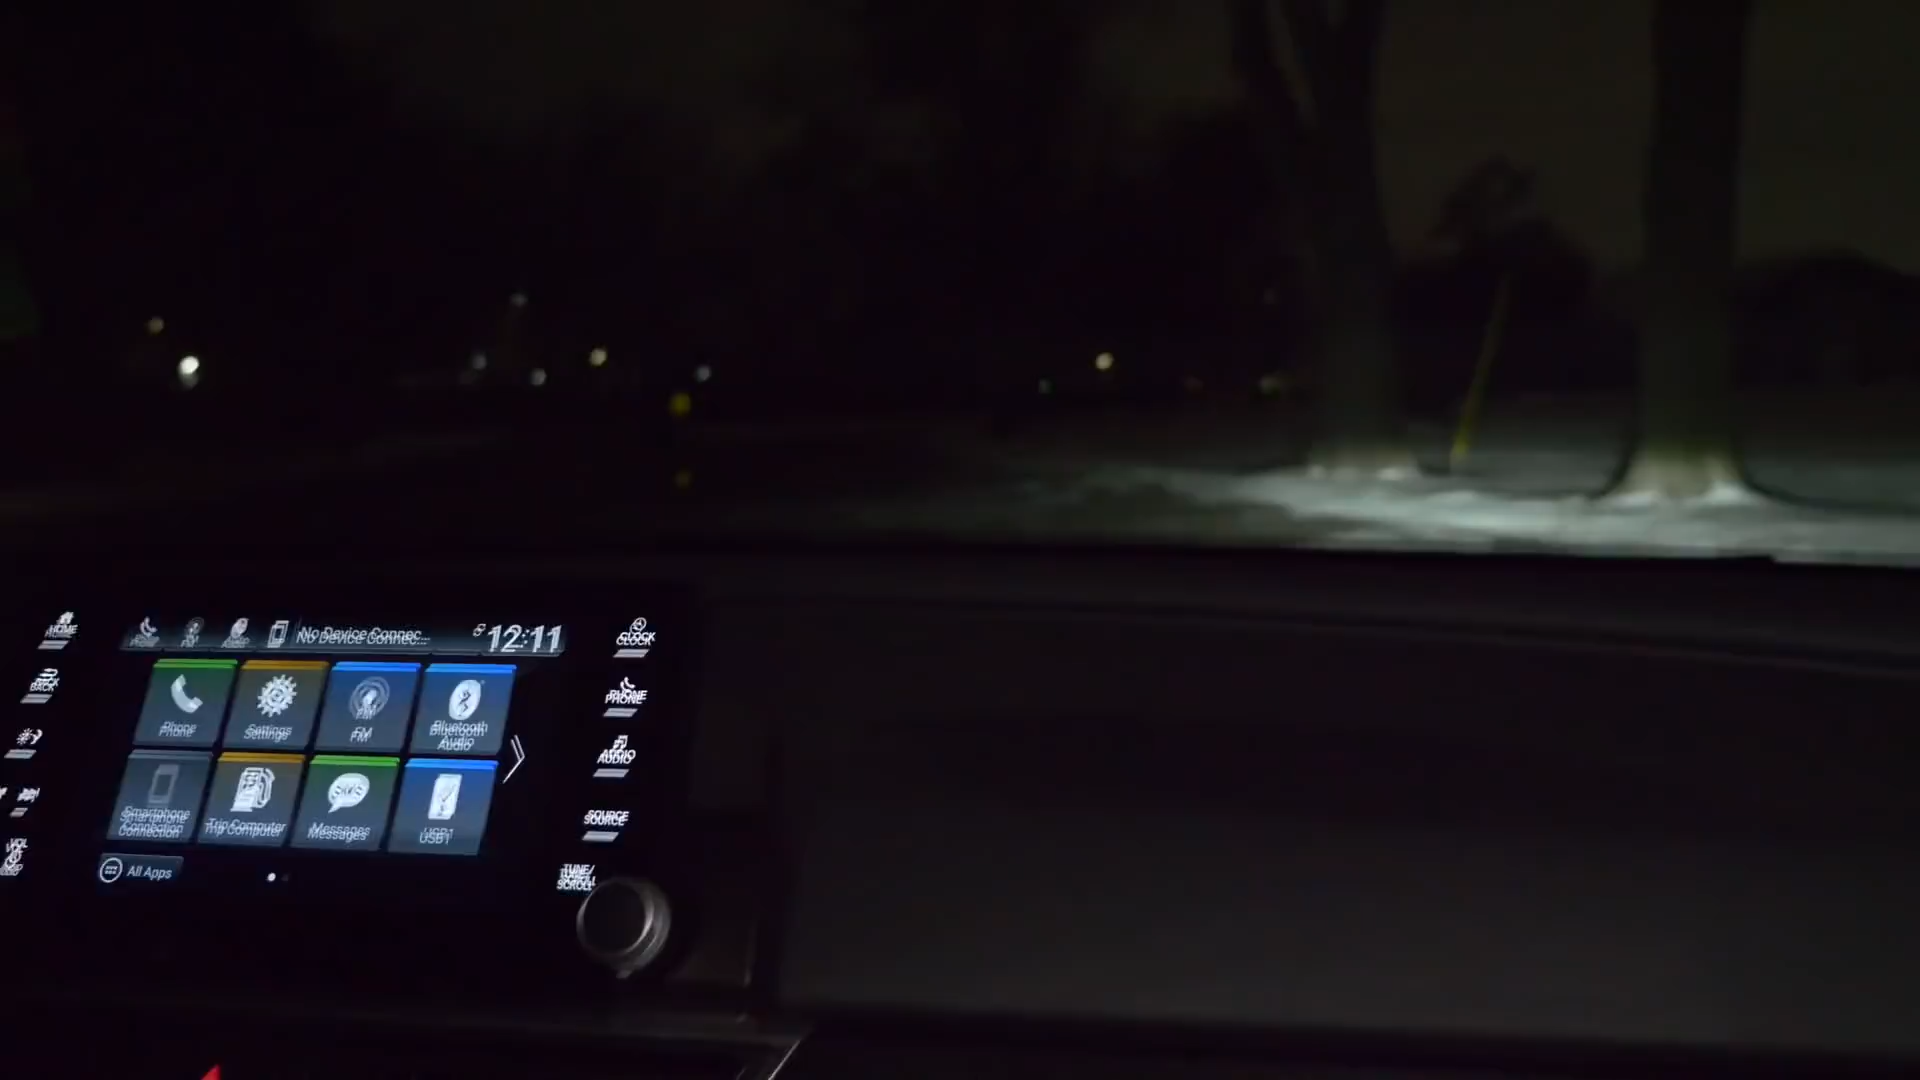 HOME
No Device Connec...
12:11
CLOCK
BACK
PHONE
Phone
Settings
FM
Bluetooth
Audio
AUDIO
Smartphone
Connection
Trip Computer
Messages
USB1
SOURCE
VOL
All Apps
TUNE/
SCROLL